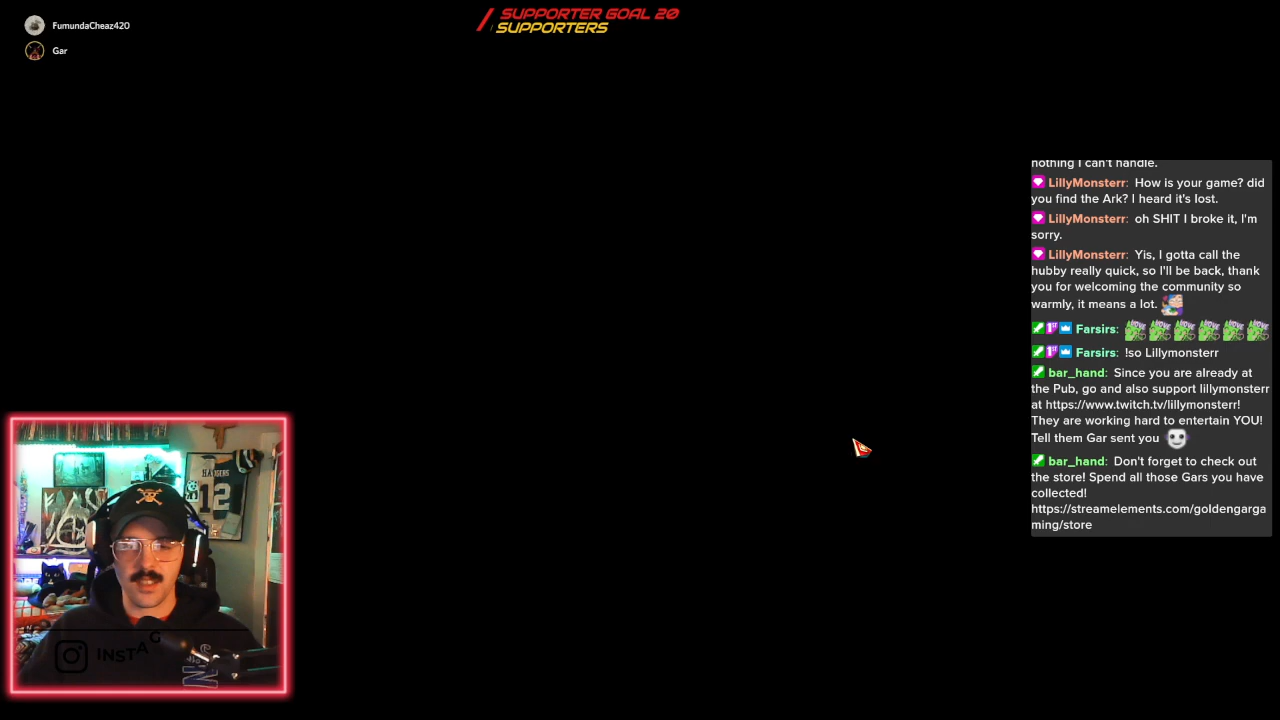 FumundaCheaz420
Gar
SUPPORTER GOAL 20
SUPPORTERS
nothing I can't handle.
LillyMonsterr: How is your game? did
you find the Ark? I heard it's lost.
LillyMonsterr: oh SHIT I broke it, I'm
sorry.
LillyMonsterr: Yis, I gotta call the
hubby really quick, so I'll be back, thank
you for welcoming the community so
warmly, it means a lot.
Farsirs:
Farsirs: !so Lillymonsterr
bar_hand: Since you are already at
the Pub, go and also support lillymonsterr
at https://www.twitch.tv/lillymonsterr!
They are working hard to entertain YOU!
Tell them Gar sent you
bar_hand: Don't forget to check out
the store! Spend all those Gars you have
collected!
https://streamelements.com/goldengarga
ming/store
12
INSTAG